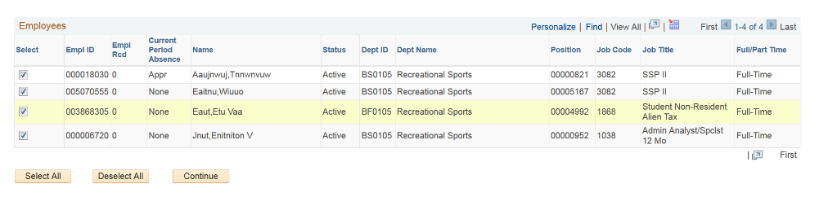 Employees Personalize | Find | View All | | First 1-4 of 4 Last
Select Empl ID Empl Rcd Current Period Absence Name Status Dept ID Dept Name Position Job Code Job Title Full/Part Time
000018030 0 Appr Aaujnwuj,Tnnwnvuw Active BS0105 Recreational Sports 00000821 3082 SSP II Full-Time
005070555 0 None Eaitnu,Wiuuo Active BS0105 Recreational Sports 00005167 3082 SSP II Full-Time
003868305 0 None Eaut,Etu Vaa Active BF0105 Recreational Sports 00004992 1868 Student Non-Resident Alien Tax Full-Time
000006720 0 None Jnut,Enitniton V Active BS0105 Recreational Sports 00000952 1038 Admin Analyst/Spclst 12 Mo Full-Time
| First
Select All Deselect All Continue